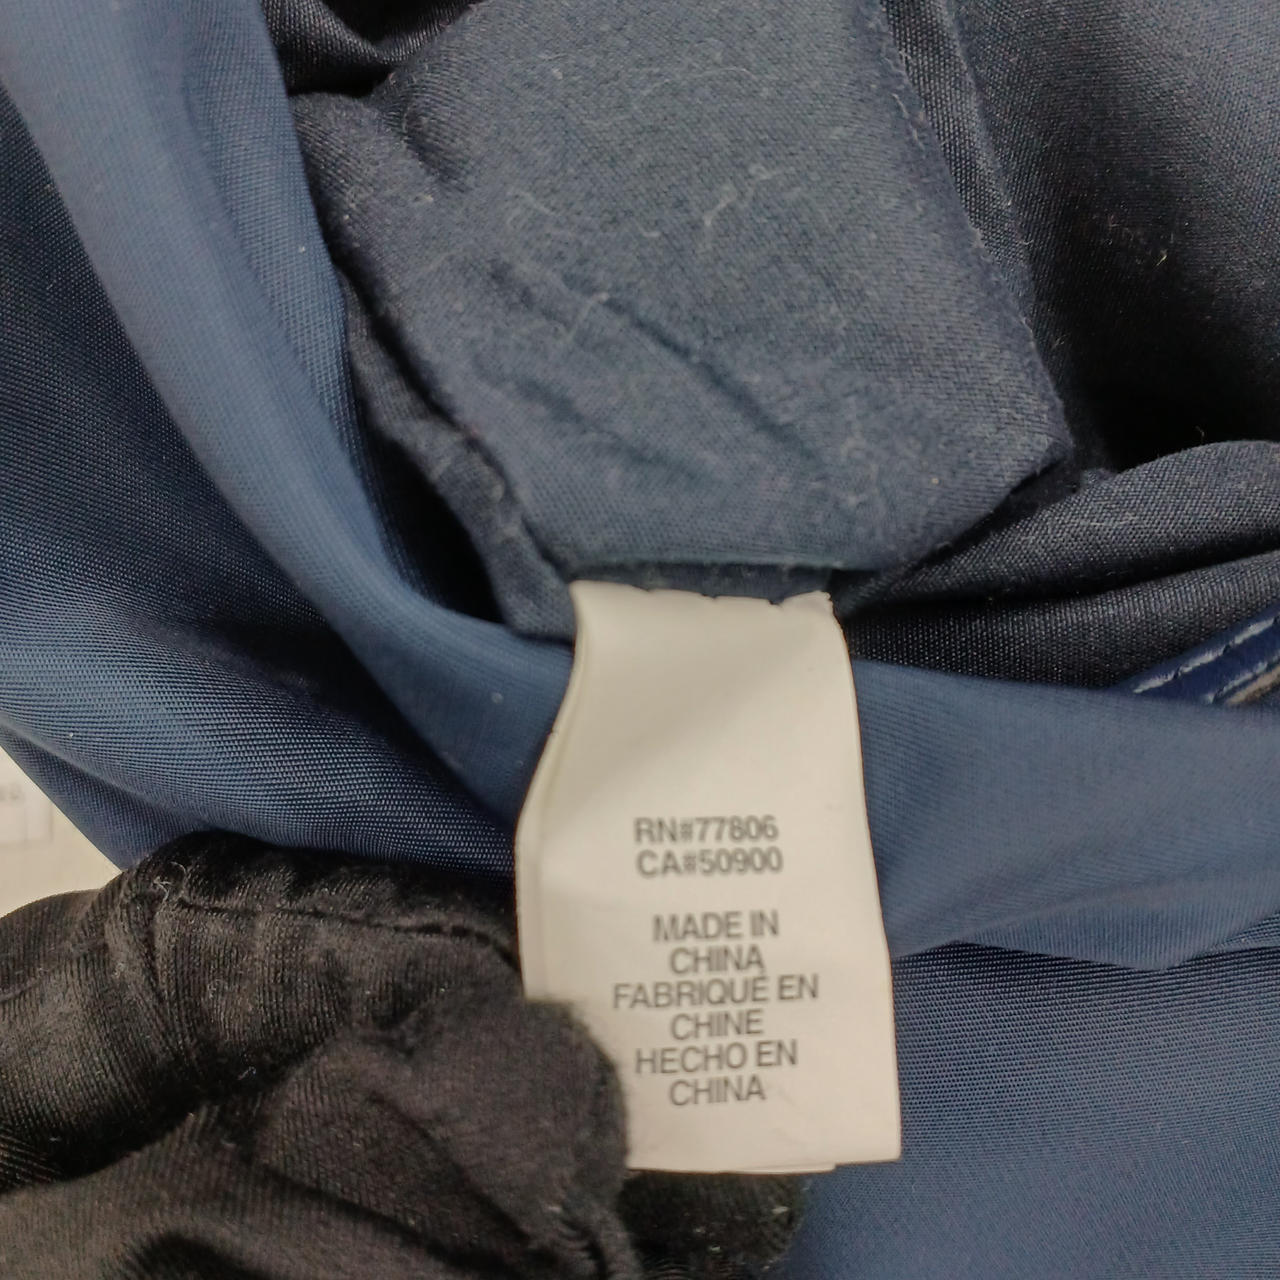 RN#77806
CA#50900
MADE IN
CHINA
FABRIQUÉ EN
CHINE
HECHO EN
CHINA